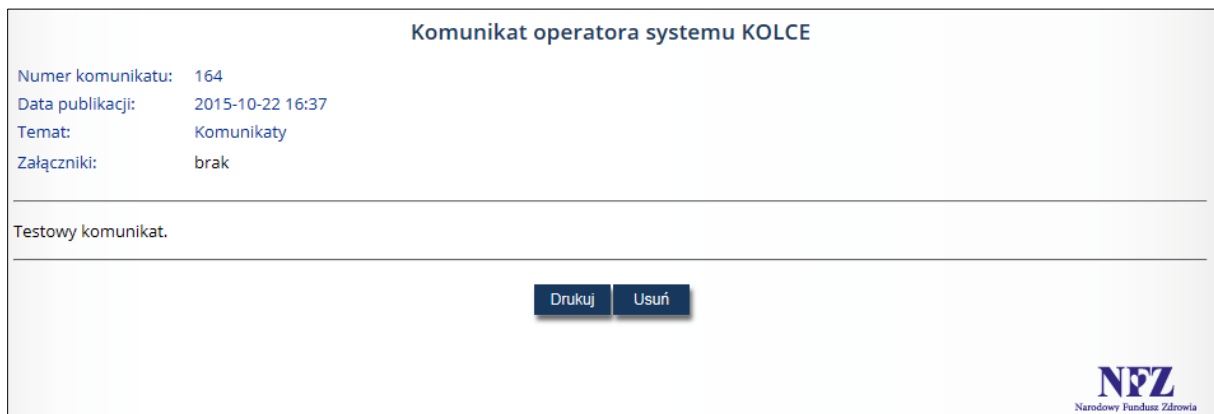 Komunikat operatora systemu KOLCE
Numer komunikatu: 164
Data publikacji: 2015-10-22 16:37
Temat: Komunikaty
Załączniki: brak
Testowy komunikat.
Drukuj Usuń
NFZ
Narodowy Fundusz Zdrowia